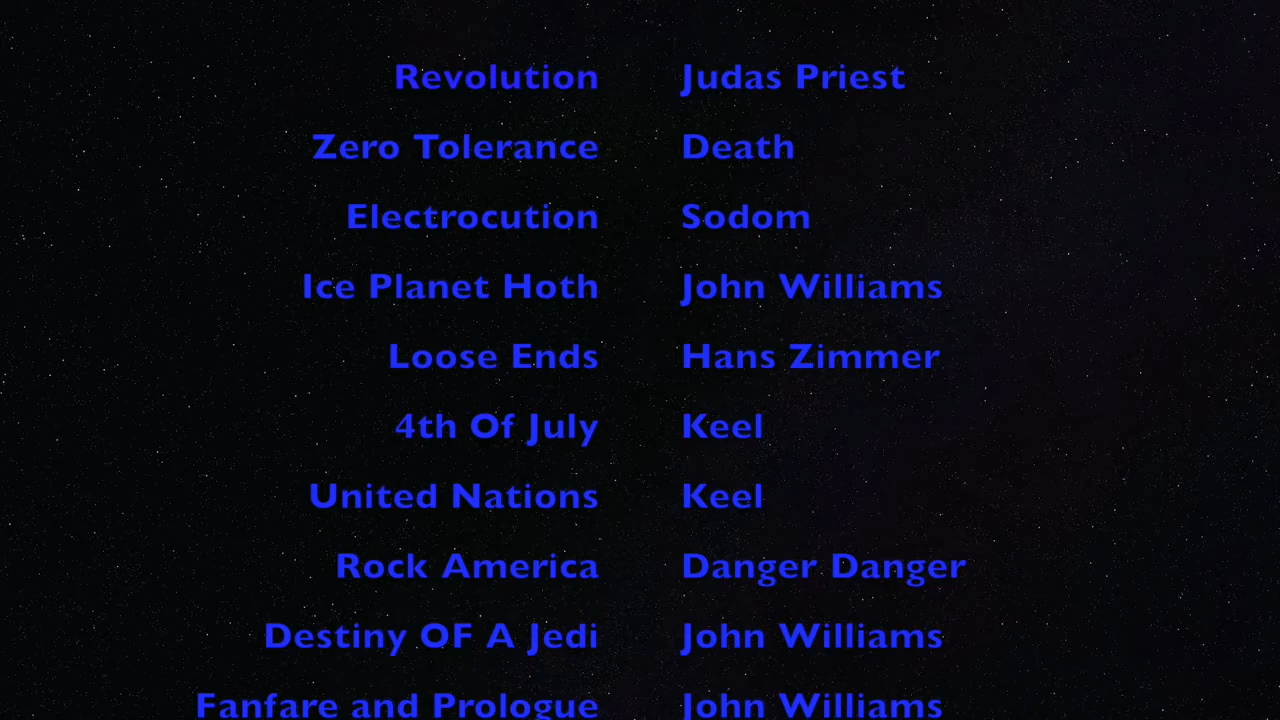 Revolution Judas Priest
Zero Tolerance Death
Electrocution Sodom
Ice Planet Hoth John Williams
Loose Ends Hans Zimmer
4th Of July Keel
United Nations Keel
Rock America Danger Danger
Destiny OF A Jedi John Williams
Fanfare and Prologue John Williams